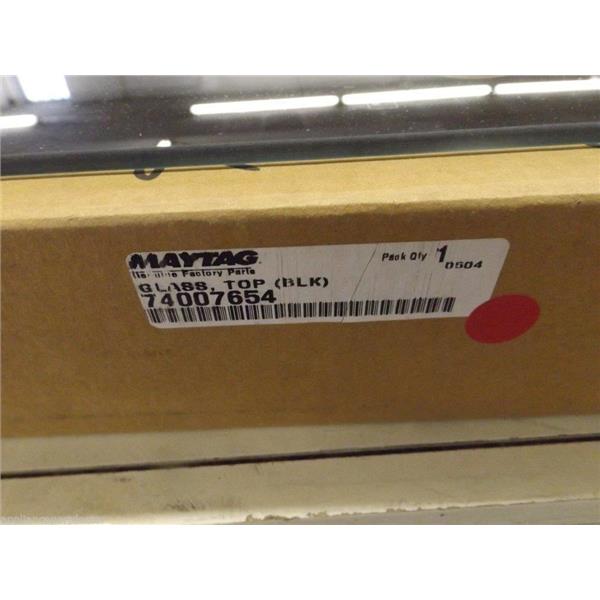 MAYTAG
Genuine Factory Parts
Pack Qty 1
0504
GLASS, TOP (BLK)
74007654